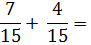 7/15 + 4/15 =